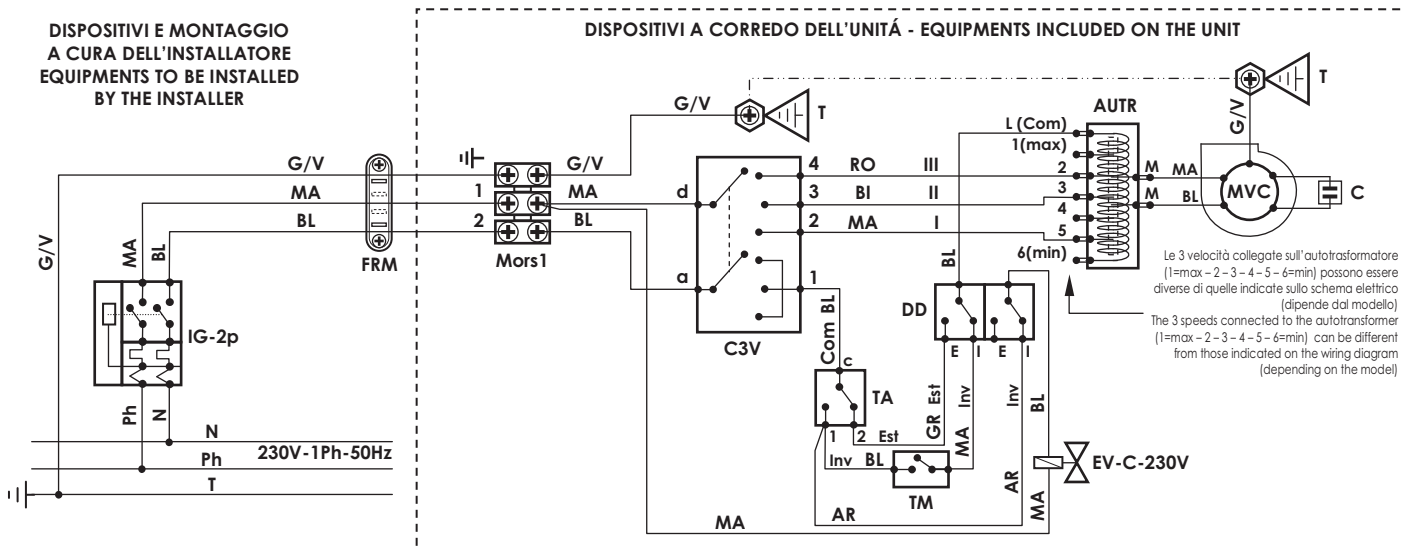 DISPOSITIVI E MONTAGGIO
A CURA DELL'INSTALLATORE
EQUIPMENTS TO BE INSTALLED
BY THE INSTALLER
DISPOSITIVI A CORREDO DELL'UNITÁ - EQUIPMENTS INCLUDED ON THE UNIT
T
G/V
T
AUTR
G/V
L (Com)
1(max)
2
3
4
5
6(min)
M
MA
M
BL
MVC
C
G/V
G/V
4
RO
III
MA
1
MA
d
3
BI
II
BL
2
BL
2
MA
I
G/V
MA
BL
FRM
Mors1
a
1
C3V
BL
Le 3 velocità collegate sull'autotrasformatore
(1=max – 2 – 3 – 4 – 5 – 6=min) possono essere
diverse di quelle indicate sullo schema elettrico
(dipende dal modello)
The 3 speeds connected to the autotransformer
(1=max – 2 – 3 – 4 – 5 – 6=min) can be different
from those indicated on the wiring diagram
(depending on the model)
IG-2p
Com BL
DD
E
I
E
I
C
TA
GR Est
MA Inv
AR Inv
BL
Ph
N
1
2
Est
Inv
BL
TM
EV-C-230V
MA
N
230V-1Ph-50Hz
Ph
T
AR
MA